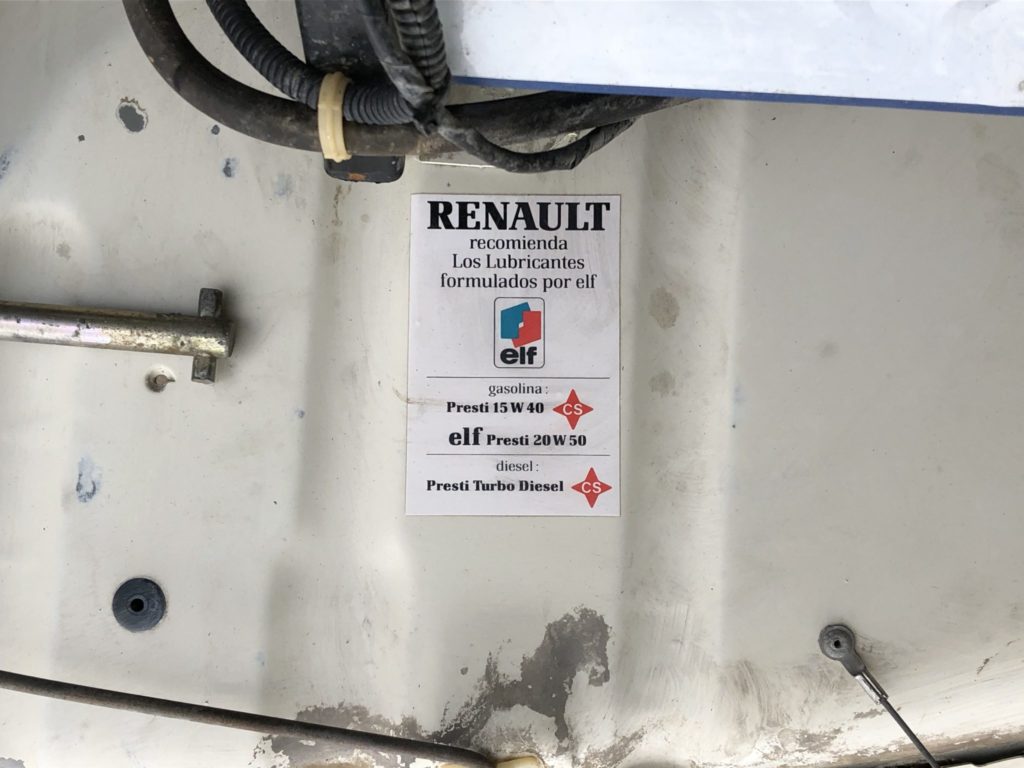 RENAULT
recomienda
Los Lubricantes
formulados por elf
elf
gasolina :
Presti 15 W 40 CS
elf Presti 20 W 50
diesel :
Presti Turbo Diesel CS